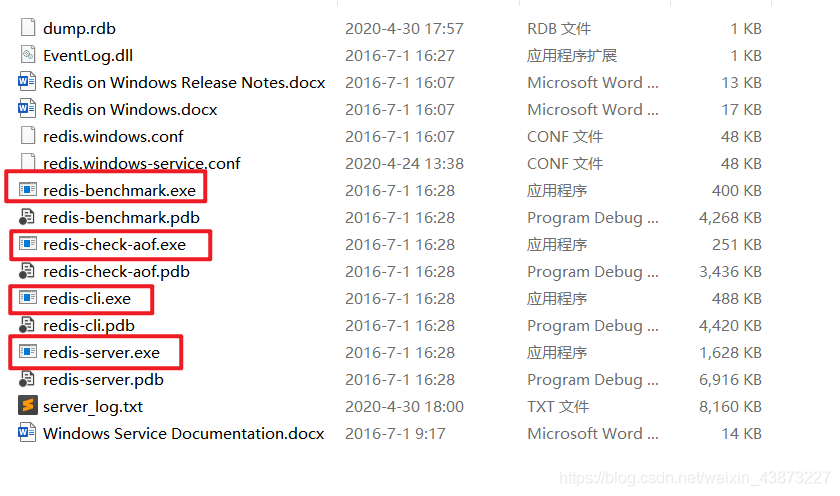 dump.rdb 2020-4-30 17:57 RDB 文件 1 KB
EventLog.dll 2016-7-1 16:27 应用程序扩展 1 KB
Redis on Windows Release Notes.docx 2016-7-1 16:07 Microsoft Word ... 13 KB
Redis on Windows.docx 2016-7-1 16:07 Microsoft Word ... 17 KB
redis.windows.conf 2016-7-1 16:07 CONF 文件 48 KB
redis.windows-service.conf 2020-4-24 13:38 CONF 文件 48 KB
redis-benchmark.exe 2016-7-1 16:28 应用程序 400 KB
redis-benchmark.pdb 2016-7-1 16:28 Program Debug ... 4,268 KB
redis-check-aof.exe 2016-7-1 16:28 应用程序 251 KB
redis-check-aof.pdb 2016-7-1 16:28 Program Debug ... 3,436 KB
redis-cli.exe 2016-7-1 16:28 应用程序 488 KB
redis-cli.pdb 2016-7-1 16:28 Program Debug ... 4,420 KB
redis-server.exe 2016-7-1 16:28 应用程序 1,628 KB
redis-server.pdb 2016-7-1 16:28 Program Debug ... 6,916 KB
server_log.txt 2020-4-30 18:00 TXT 文件 8,160 KB
Windows Service Documentation.docx 2016-7-1 9:17 Microsoft Word ... 14 KB
https://blog.csdn.net/weixin_43873227